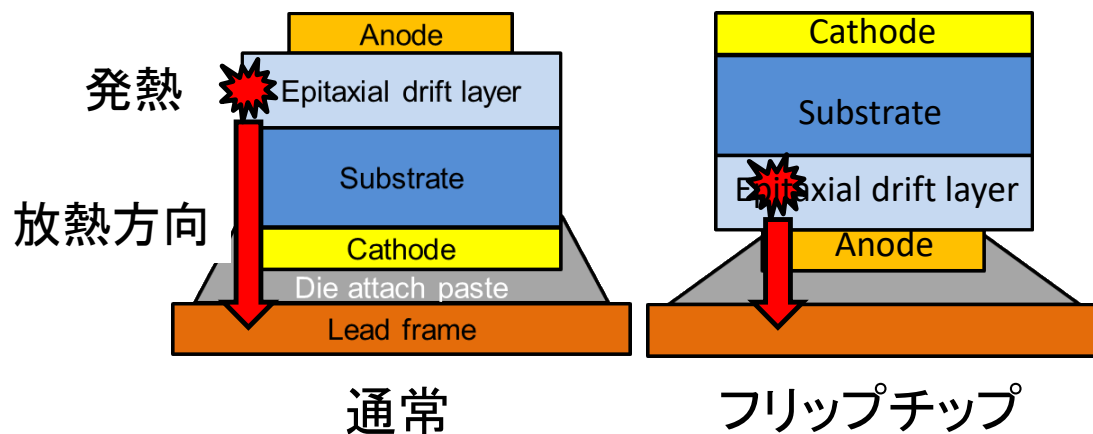 Anode
発熱
Epitaxial drift layer
Substrate
放熱方向
Cathode
Die attach paste
Lead frame
通常
Cathode
Substrate
Epitaxial drift layer
Anode
フリップチップ